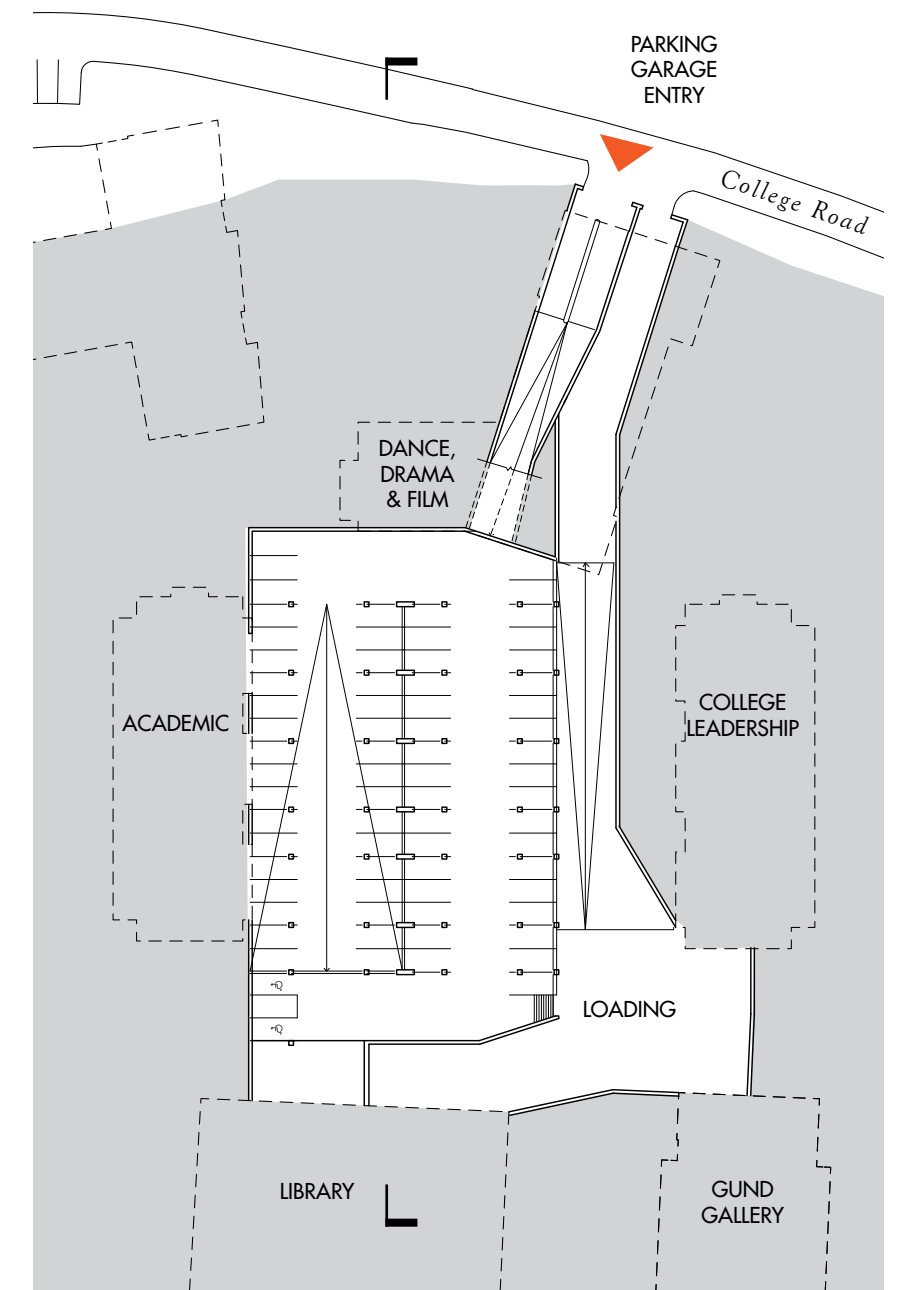 PARKING
GARAGE
ENTRY
College Road
DANCE,
DRAMA
& FILM
ACADEMIC
COLLEGE
LEADERSHIP
LOADING
LIBRARY
GUND
GALLERY